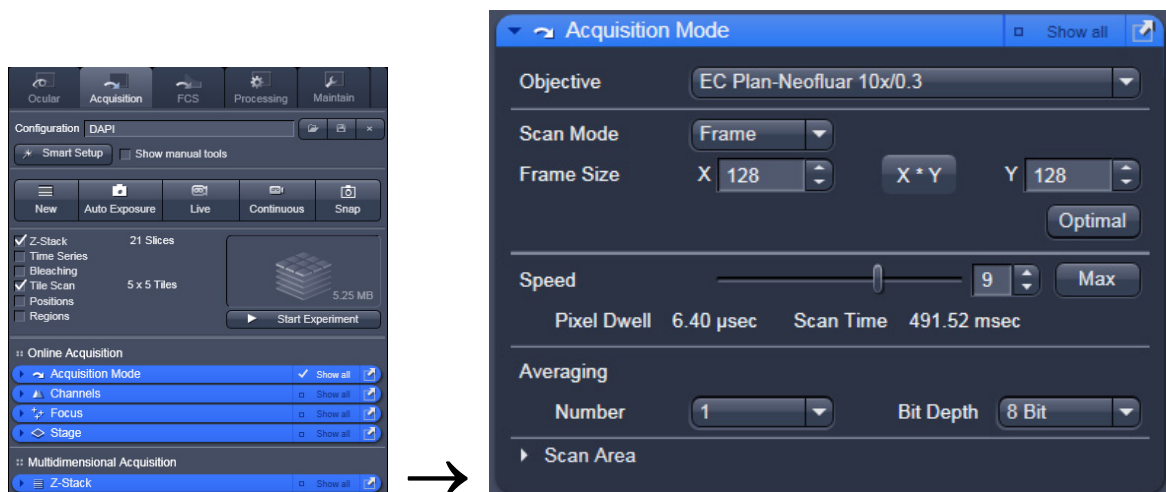 Ocular Acquisition FCS Processing Maintain
Configuration DAPI
Smart Setup Show manual tools
New Auto Exposure Live Continuous Snap
Z-Stack 21 Slices
Time Series
Bleaching
Tile Scan 5 x 5 Tiles
Positions
Regions
5.25 MB
Start Experiment
Online Acquisition
Acquisition Mode Show all
Channels Show all
Focus Show all
Stage Show all
Multidimensional Acquisition
Z-Stack Show all
Acquisition Mode Show all
Objective EC Plan-Neofluar 10x/0.3
Scan Mode Frame
Frame Size X 128 X * Y Y 128
Optimal
Speed 9 Max
Pixel Dwell 6.40 µsec Scan Time 491.52 msec
Averaging
Number 1 Bit Depth 8 Bit
Scan Area